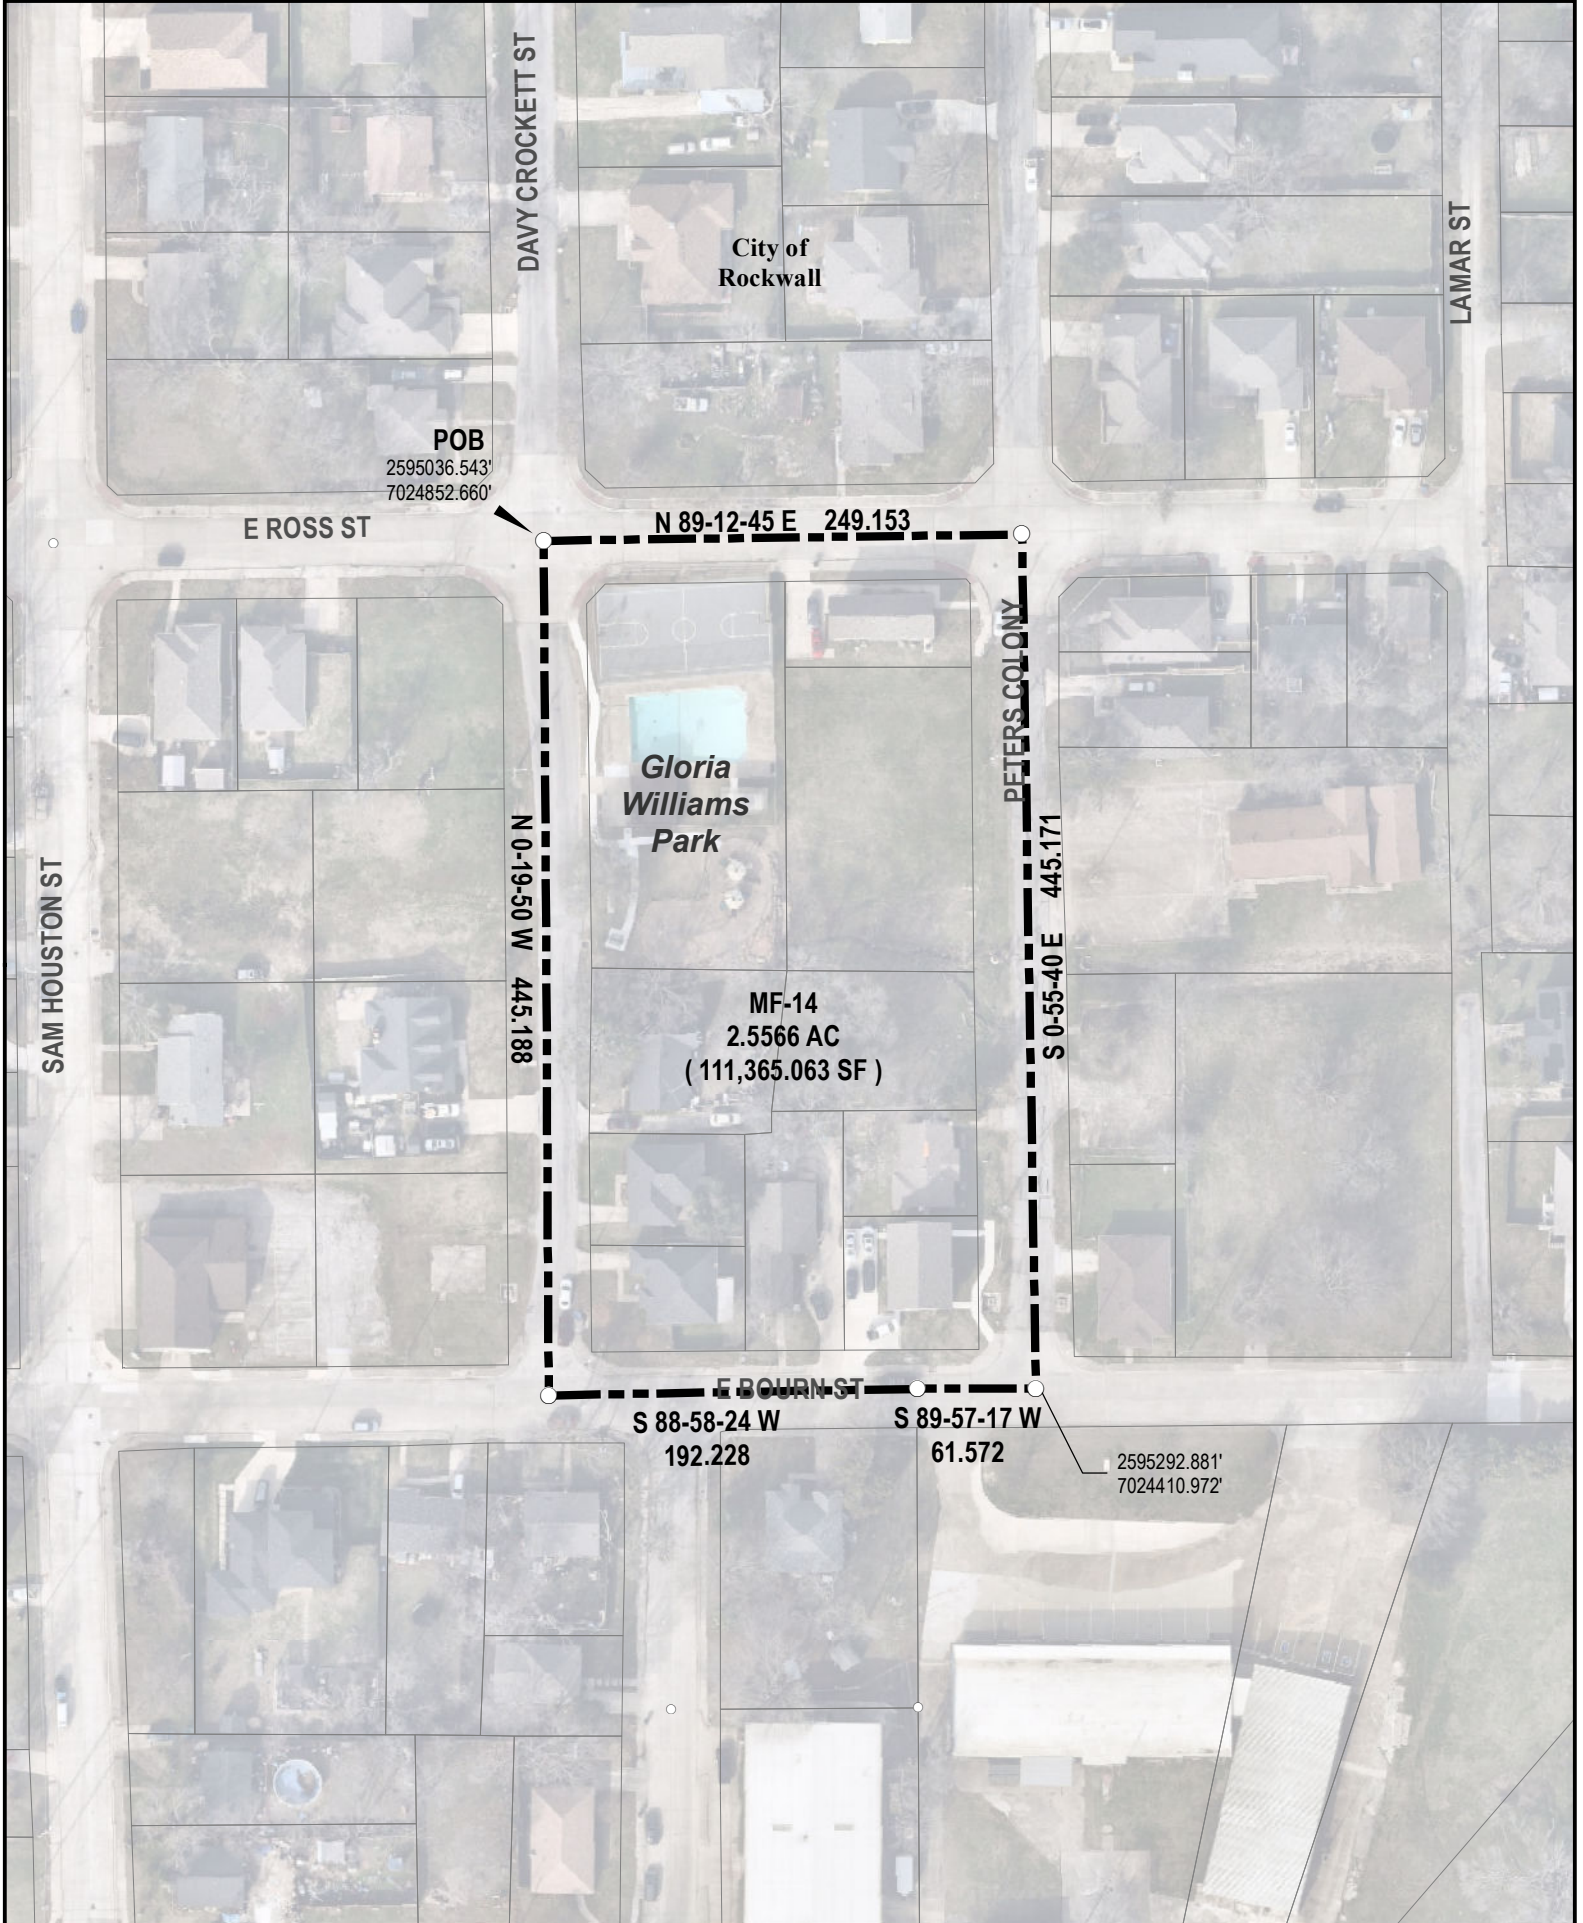 DAVY CROCKETT ST
City of
Rockwall
LAMAR ST
POB
2595036.543'
7024852.660'
E ROSS ST
N 89-12-45 E 249.153
PETERS COLONY
Gloria
Williams
Park
N 0-19-50 W 445.188
S 0-55-40 E 445.171
SAM HOUSTON ST
MF-14
2.5566 AC
( 111,365.063 SF )
E BOURN ST
S 88-58-24 W
192.228
S 89-57-17 W
61.572
2595292.881'
7024410.972'